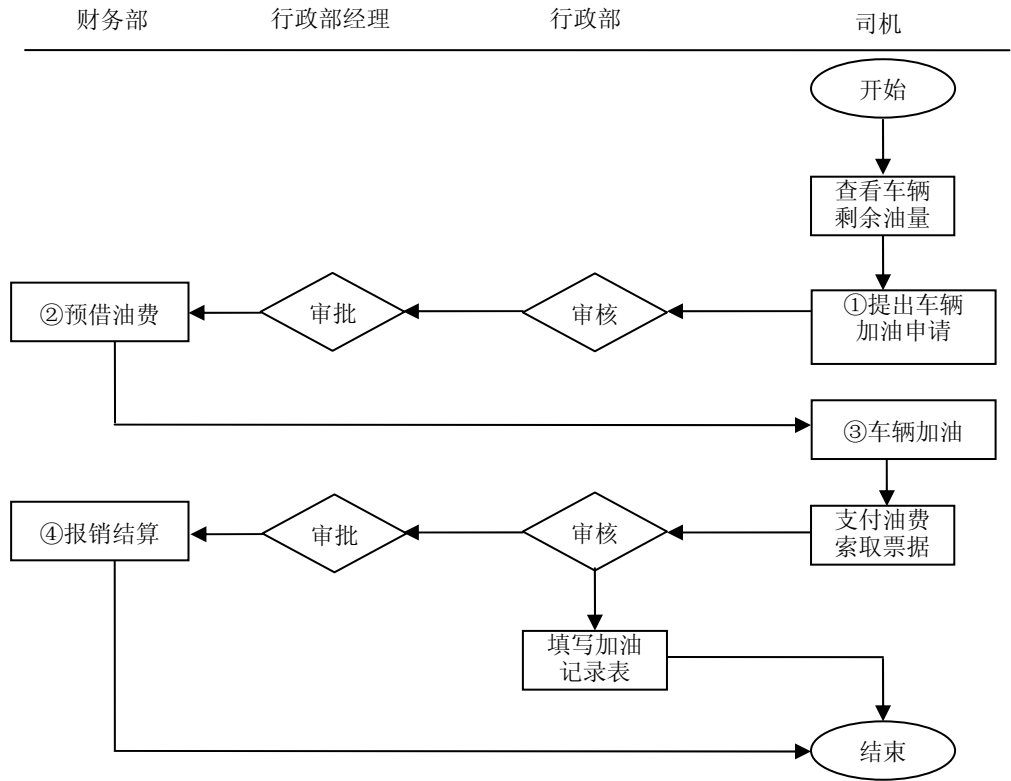 财务部
行政部经理
行政部
司机
开始
查看车辆
剩余油量
②预借油费
审批
审核
①提出车辆
加油申请
③车辆加油
④报销结算
审批
审核
支付油费
索取票据
填写加油
记录表
结束